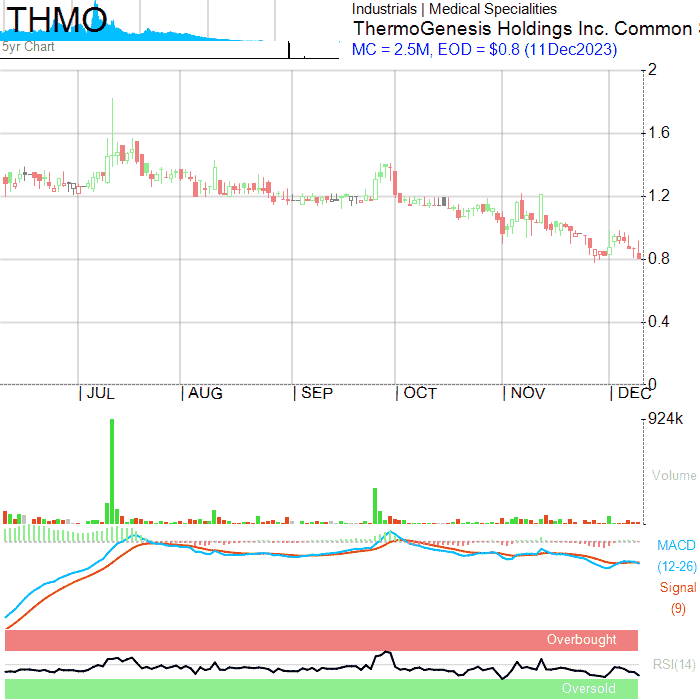 THMO
5yr Chart
Industrials | Medical Specialities
ThermoGenesis Holdings Inc. Common
MC = 2.5M, EOD = $0.8 (11Dec2023)
2
1.6
1.2
0.8
0.4
0
JUL AUG SEP OCT NOV DEC
924k
Volume
MACD
(12-26)
Signal
(9)
Overbought
RSI(14)
Oversold